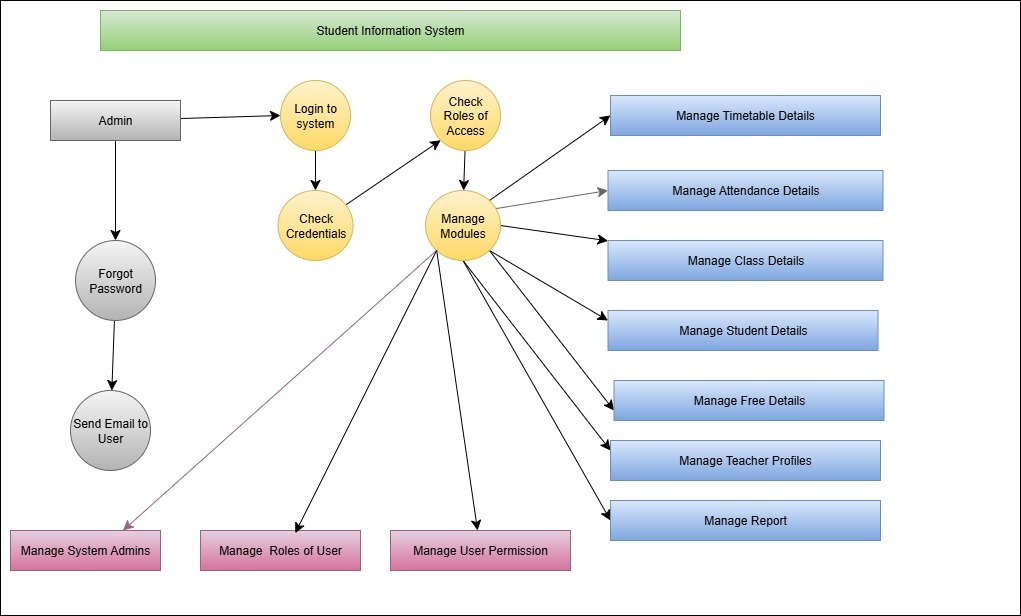 Student Information System
Admin
Login to
system
Check
Roles of
Access
Manage Timetable Details
Manage Attendance Details
Check
Credentials
Manage
Modules
Manage Class Details
Forgot
Password
Manage Student Details
Manage Free Details
Send Email to
User
Manage Teacher Profiles
Manage Report
Manage System Admins
Manage  Roles of User
Manage User Permission